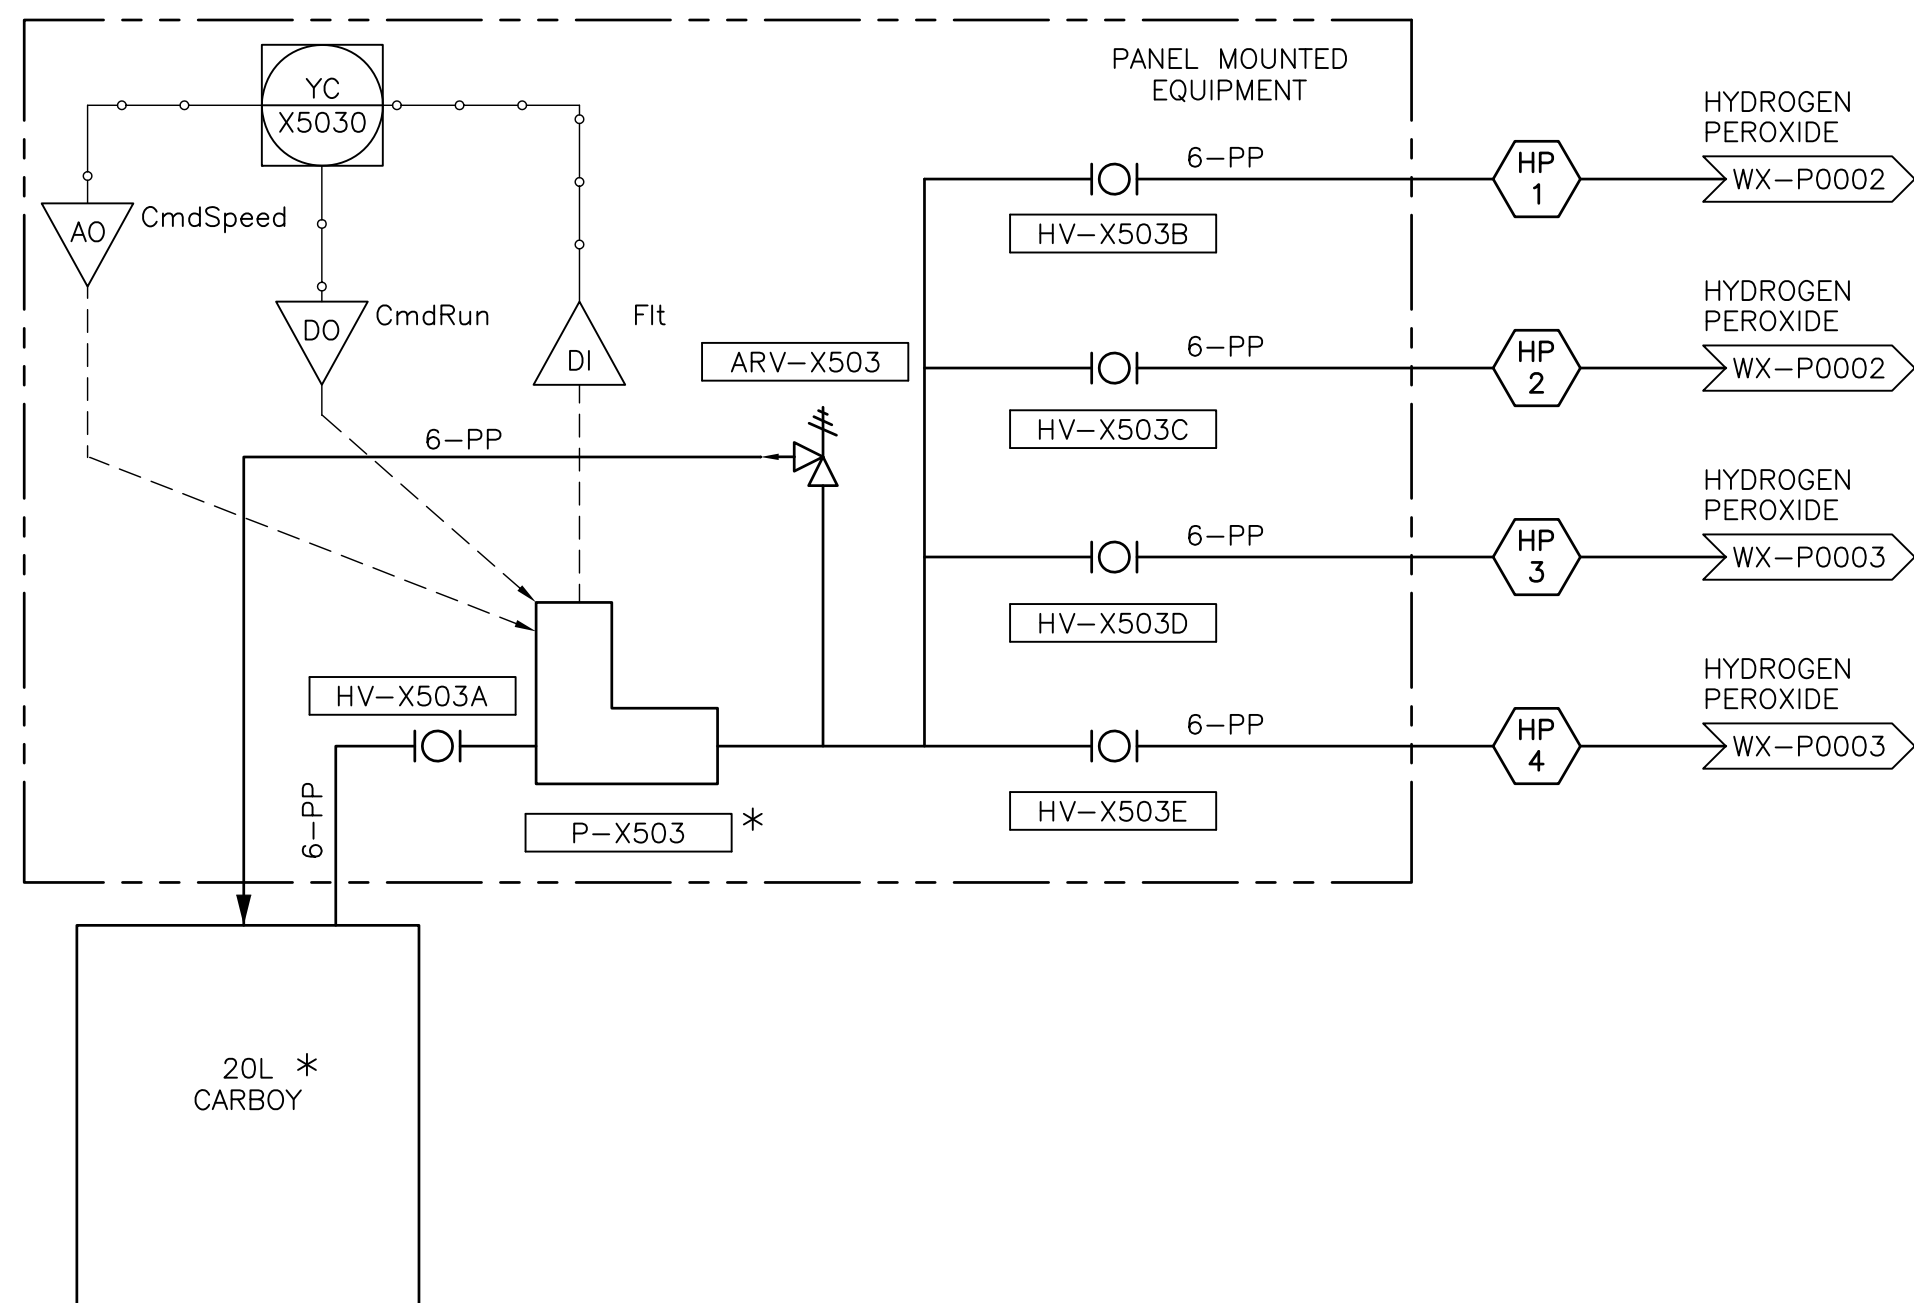 PANEL MOUNTED
EQUIPMENT
YC
X5030
AO
CmdSpeed
DO
CmdRun
DI
Flt
ARV-X503
6-PP
HV-X503A
6-PP
P-X503 *
20L *
CARBOY
6-PP
HV-X503B
HP
1
HYDROGEN
PEROXIDE
WX-P0002
6-PP
HV-X503C
HP
2
HYDROGEN
PEROXIDE
WX-P0002
6-PP
HV-X503D
HP
3
HYDROGEN
PEROXIDE
WX-P0003
6-PP
HV-X503E
HP
4
HYDROGEN
PEROXIDE
WX-P0003